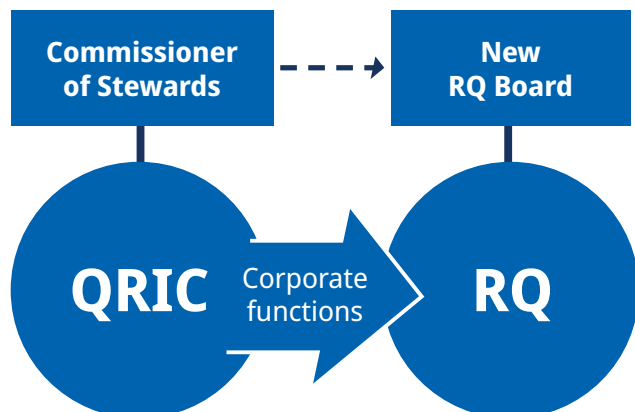 Commissioner
of Stewards
New
RQ Board
QRIC
Corporate
functions
RQ